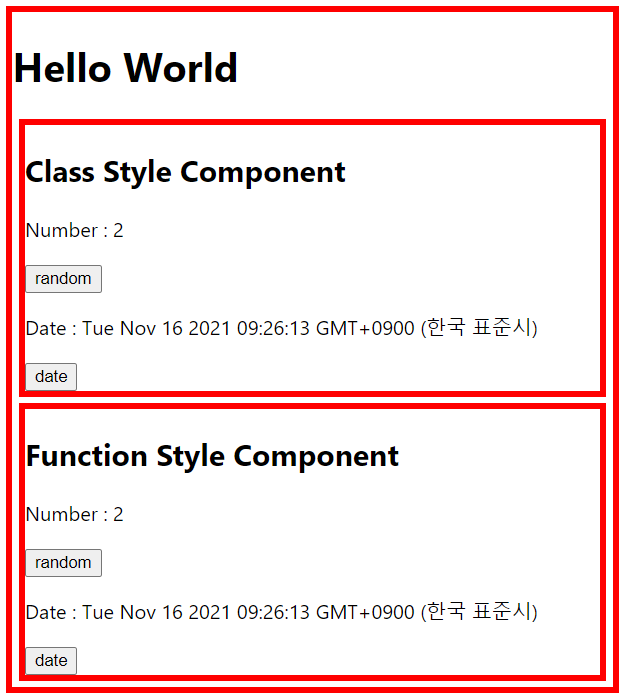 Hello World
Class Style Component
Number : 2
random
Date : Tue Nov 16 2021 09:26:13 GMT+0900 (한국 표준시)
date
Function Style Component
Number : 2
random
Date : Tue Nov 16 2021 09:26:13 GMT+0900 (한국 표준시)
date